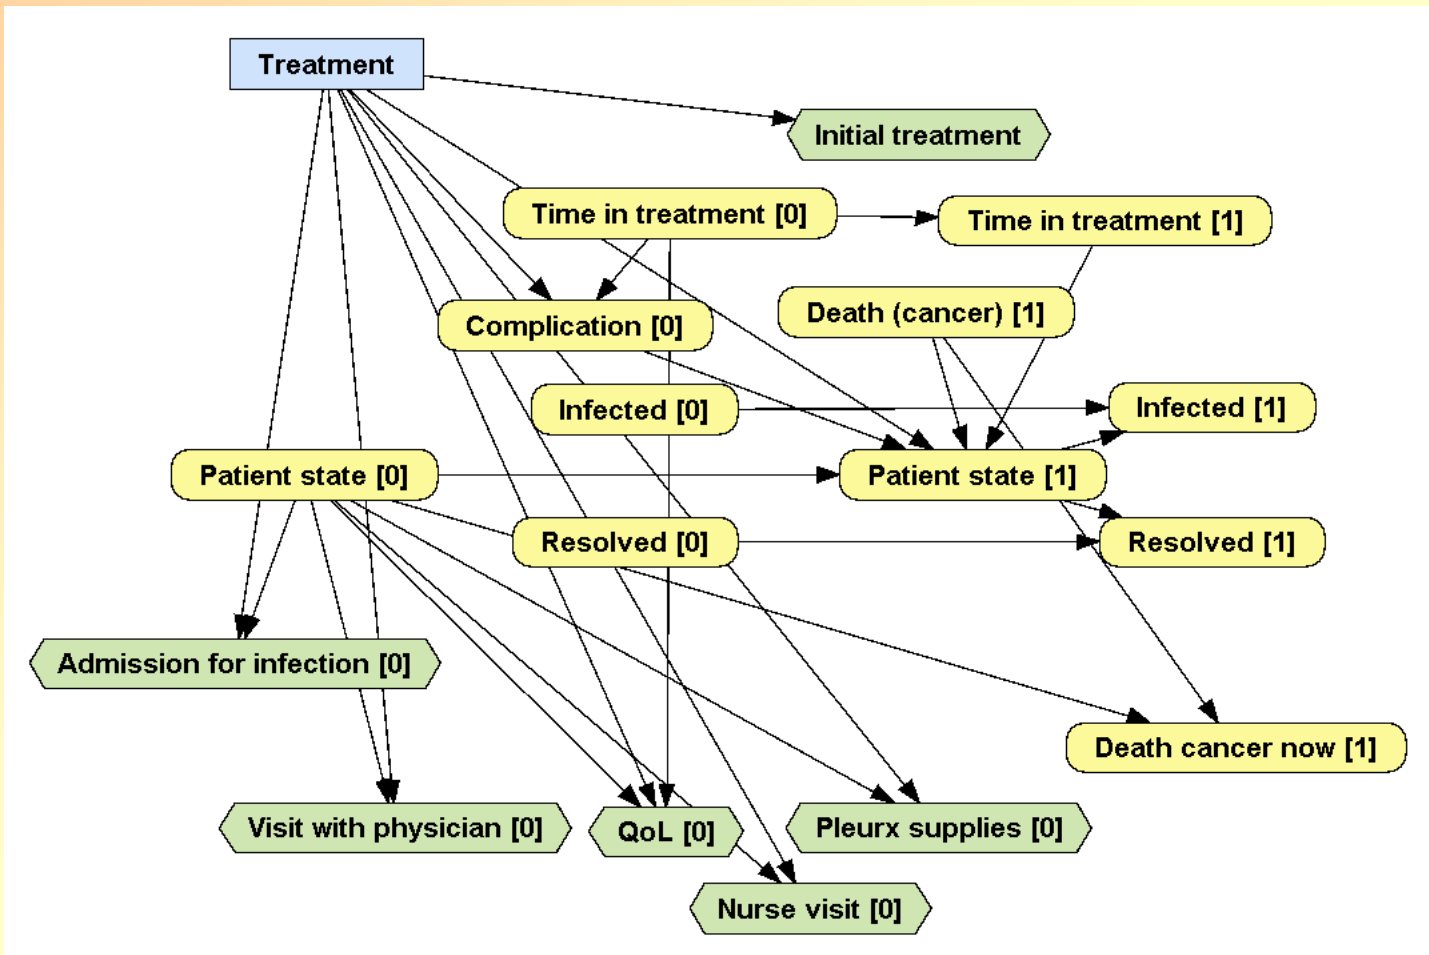 Treatment
Initial treatment
Time in treatment [0]
Time in treatment [1]
Death (cancer) [1]
Complication [0]
Infected [0]
Infected [1]
Patient state [0]
Patient state [1]
Resolved [0]
Resolved [1]
Admission for infection [0]
Death cancer now [1]
Visit with physician [0]
QoL [0]
Pleurx supplies [0]
Nurse visit [0]